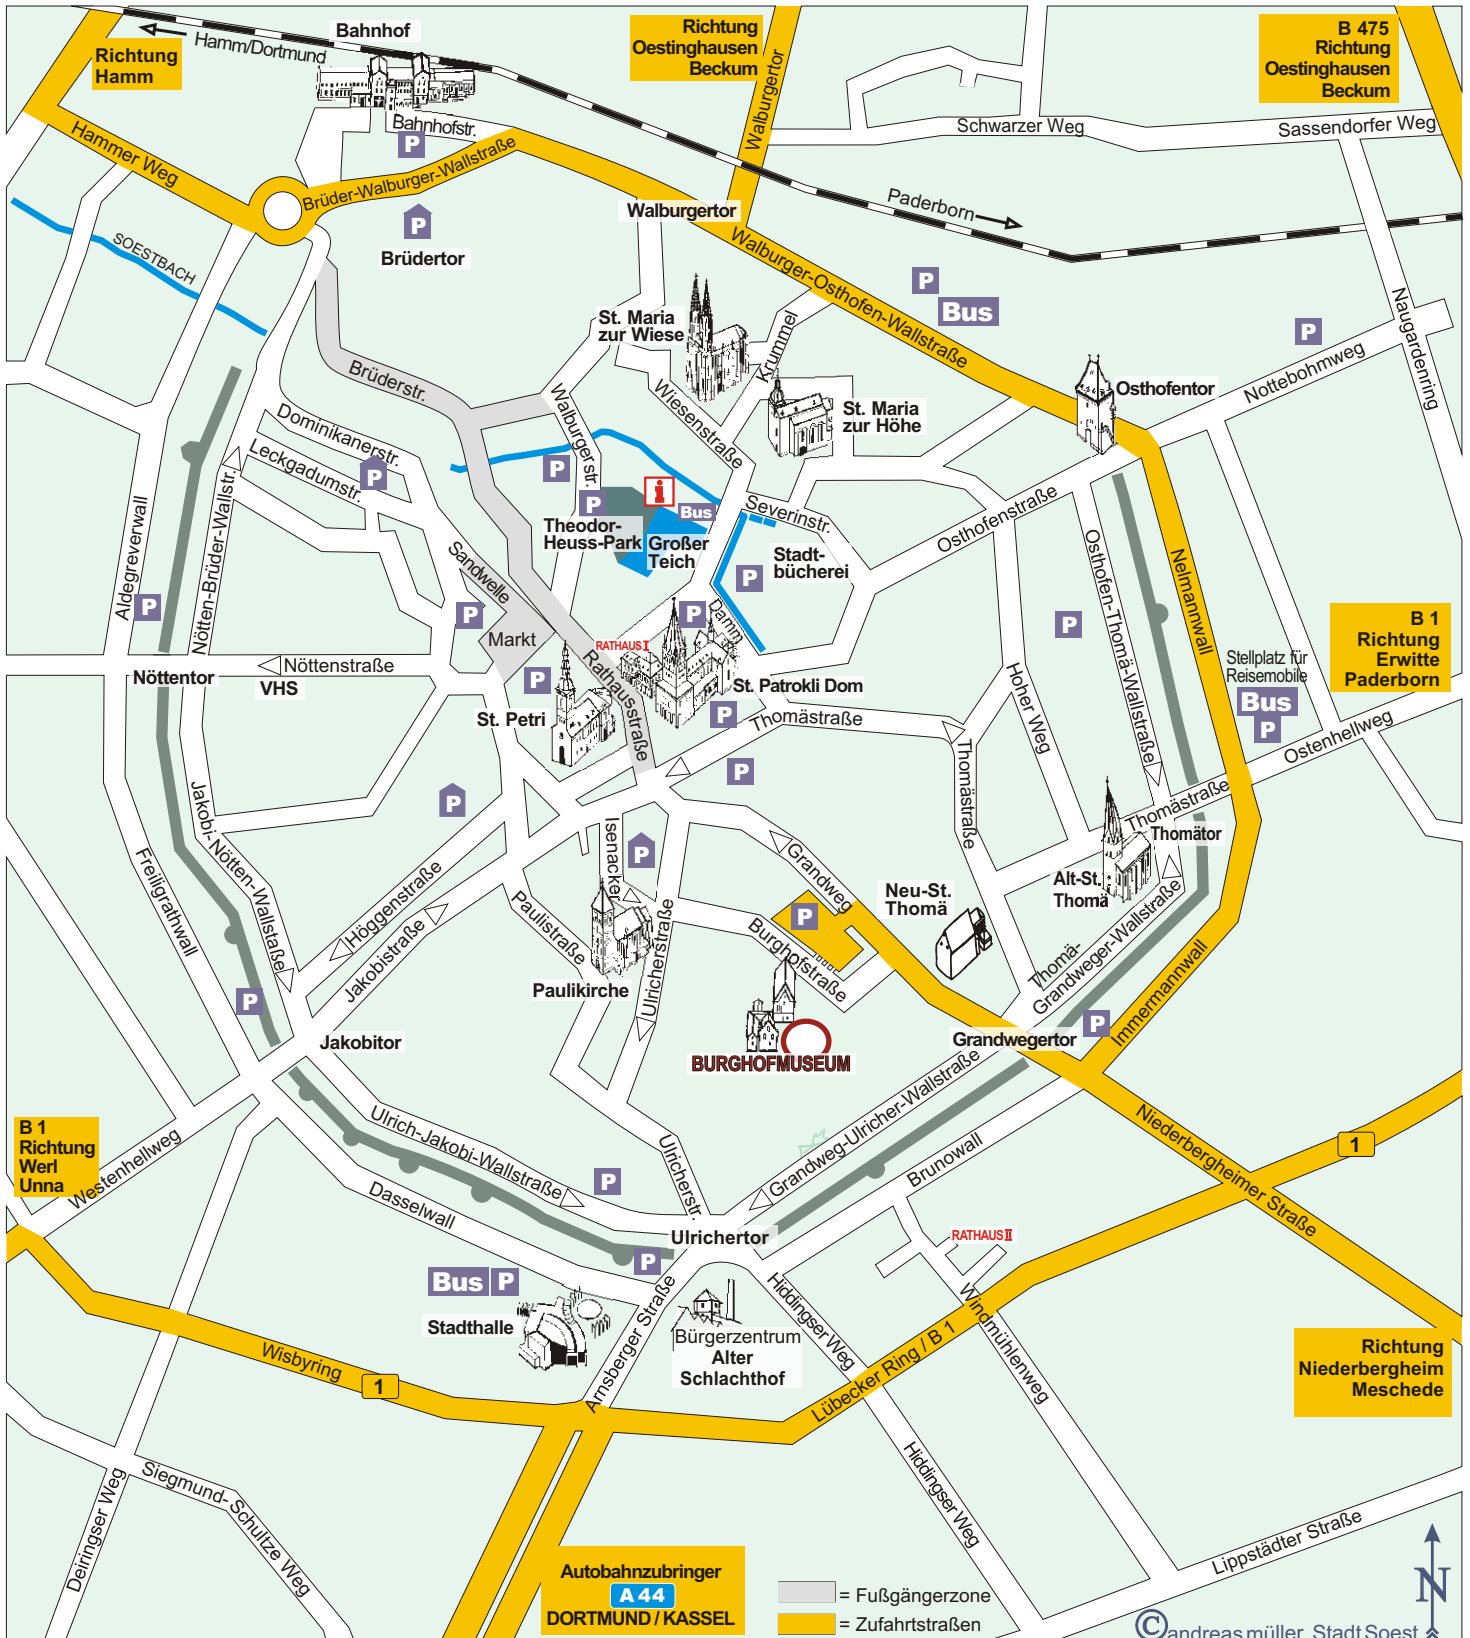 Bahnhof
Hamm/Dortmund
Richtung
Hamm
Richtung
Oestinghausen
Beckum
B 475
Richtung
Oestinghausen
Beckum
Walburgertor
Bahnhofstr.
P
Schwarzer Weg
Sassendorfer Weg
Hammer Weg
Brüder-Walburger-Wallstraße
Paderborn
Walburgertor
P
Brüdertor
SOESTBACH
Walburger-Osthofen-Wallstraße
P
Bus
Naugardenring
P
Nottebohmweg
St. Maria
zur Wiese
Krummel
Brüderstr.
Walburger str.
Wiesenstraße
St. Maria
zur Höhe
Osthofentor
Dominikanerstr.
Leckgadumstr.
P
P
P
i
Bus
Severinstr.
Theodor-
Heuss-Park
Großer
Teich
Stadt-
bücherei
P
Osthofenstraße
Osthofen-Thomä-Wallstraße
Nelmannwall
Aldegreverwall
Nötten-Brüder-Wallstr.
P
Sandwelle
P
Markt
P
Damm
RATHAUS I
Rathausstraße
P
B 1
Richtung
Erwitte
Paderborn
Stellplatz für
Reisemobile
Bus
P
Nöttentor
Nöttenstraße
VHS
P
St. Petri
St. Patrokli Dom
P
Thomästraße
Hoher Weg
Ostenhellweg
P
Thomästraße
Thomästraße
Thomätor
Jakobi-Nötten-Wallstaße
P
Isenacker
P
Grandweg
P
Neu-St.
Thomä
Alt-St.
Thomä
Freiligrathwall
Höggenstraße
Jakobistraße
Paulistraße
Ulricherstraße
Burghofstraße
Thomä-
Grandweger-Wallstraße
Immermannwall
P
Paulikirche
Jakobitor
BURGHOFMUSEUM
Grandwegertor
P
B 1
Richtung
Werl
Unna
Westenhellweg
Ulrich-Jakobi-Wallstraße
P
Dasselwall
Ulricherstr.
Grandweg-Ulricher-Wallstraße
Brunowall
Niederbergheimer Straße
1
Ulrichertor
RATHAUS II
P
Bus P
Stadthalle
Arnsberger Straße
Bürgerzentrum
Alter
Schlachthof
Hiddingser Weg
Windmühlenweg
Lübecker Ring / B 1
Richtung
Niederbergheim
Meschede
Wisbyring
1
Deiringser Weg
Siegmund-Schultze Weg
Hiddingser Weg
Lippstädter Straße
Autobahnzubringer
A 44
DORTMUND / KASSEL
= Fußgängerzone
= Zufahrtstraßen
N
© andreas müller Stadt Soest